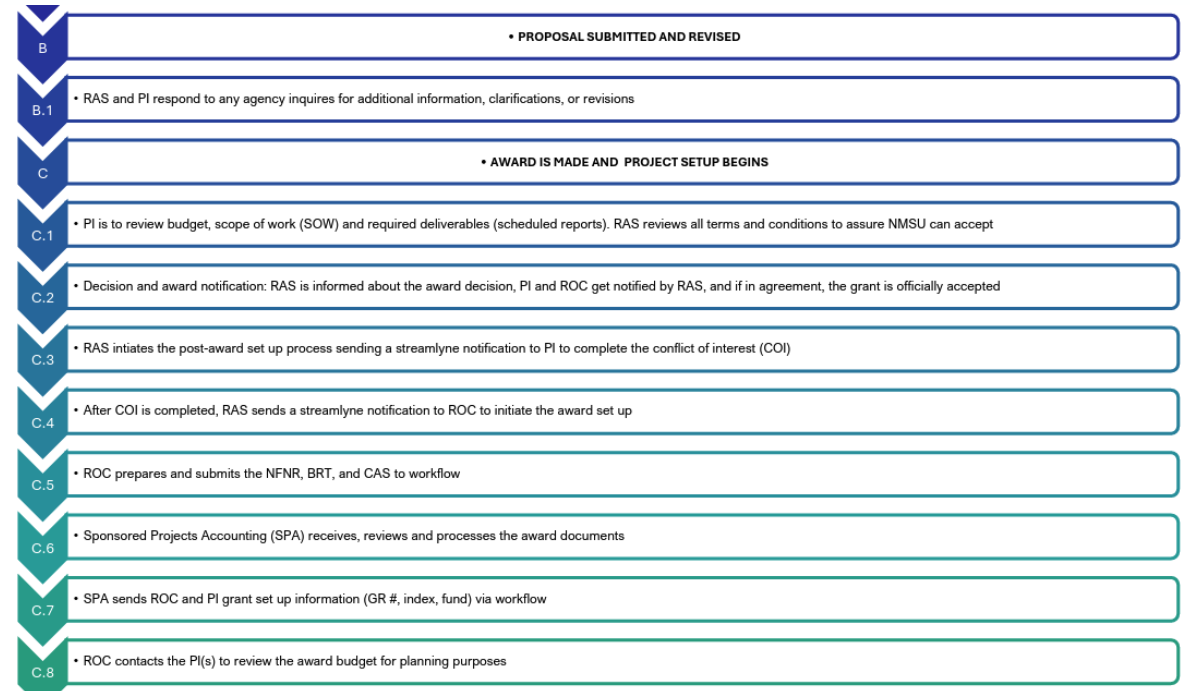 B
• PROPOSAL SUBMITTED AND REVISED
B.1
• RAS and PI respond to any agency inquires for additional information, clarifications, or revisions
C
• AWARD IS MADE AND PROJECT SETUP BEGINS
C.1
• PI is to review budget, scope of work (SOW) and required deliverables (scheduled reports). RAS reviews all terms and conditions to assure NMSU can accept
C.2
• Decision and award notification: RAS is informed about the award decision, PI and ROC get notified by RAS, and if in agreement, the grant is officially accepted
C.3
• RAS intiates the post-award set up process sending a streamlyne notification to PI to complete the conflict of interest (COI)
C.4
• After COI is completed, RAS sends a streamlyne notification to ROC to initiate the award set up
C.5
• ROC prepares and submits the NFNR, BRT, and CAS to workflow
C.6
• Sponsored Projects Accounting (SPA) receives, reviews and processes the award documents
C.7
• SPA sends ROC and PI grant set up information (GR #, index, fund) via workflow
C.8
• ROC contacts the PI(s) to review the award budget for planning purposes